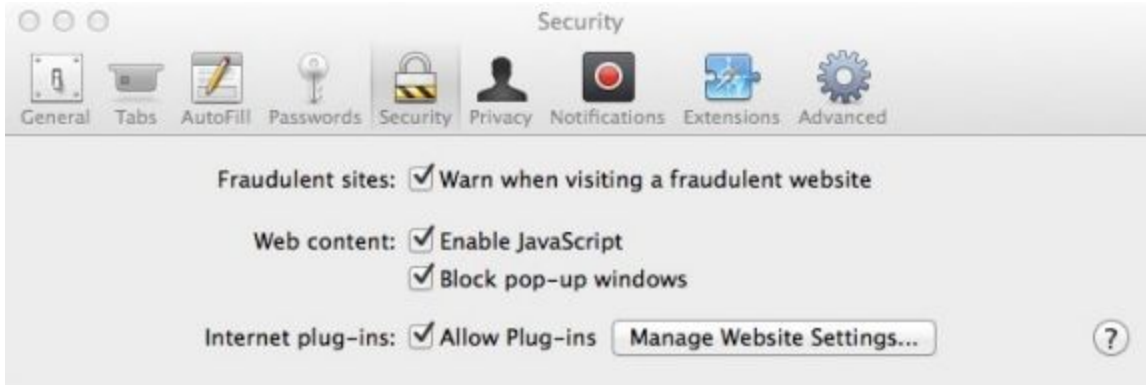 Security
General Tabs AutoFill Passwords Security Privacy Notifications Extensions Advanced
Fraudulent sites: Warn when visiting a fraudulent website
Web content: Enable JavaScript
Block pop-up windows
Internet plug-ins: Allow Plug-ins Manage Website Settings... ?